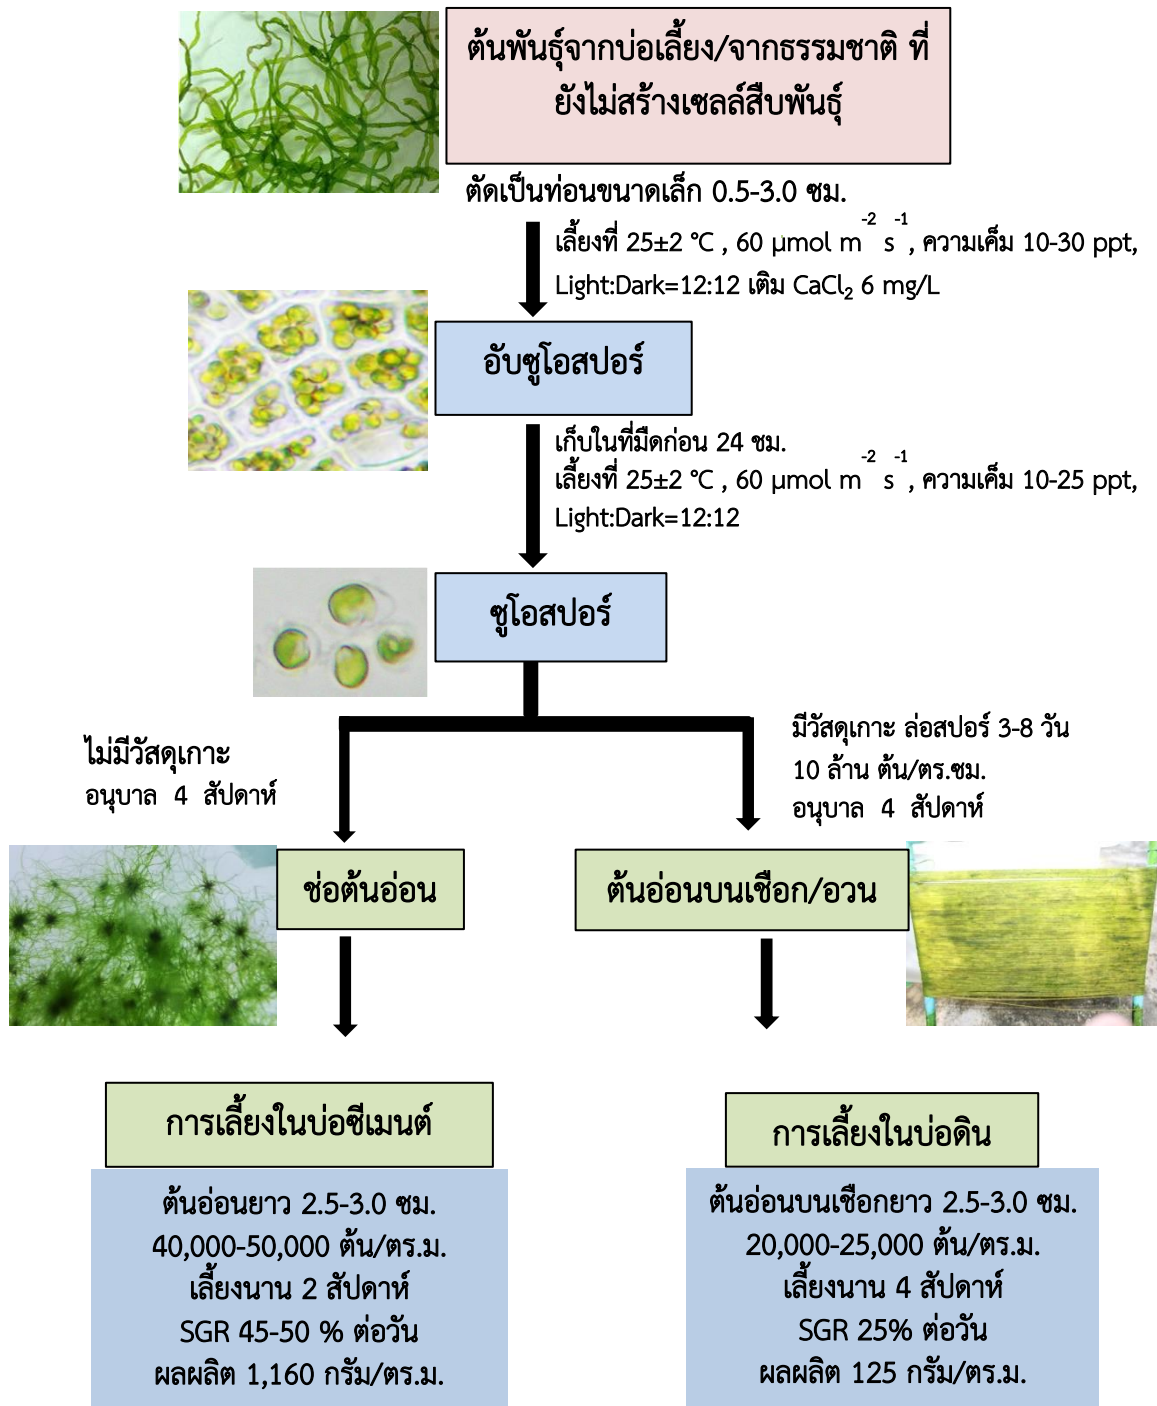 ต้นพันธุ์จากบ่อเลี้ยง/จากธรรมชาติ ที่
ยังไม่สร้างเซลล์สืบพันธุ์
ตัดเป็นท่อนขนาดเล็ก 0.5-3.0 ซม.
เลี้ยงที่ 25±2 °C , 60 µmol m⁻² s⁻¹, ความเค็ม 10-30 ppt,
Light:Dark=12:12 เติม CaCl₂ 6 mg/L
อับซูโอสปอร์
เก็บในที่มืดก่อน 24 ชม.
เลี้ยงที่ 25±2 °C , 60 µmol m⁻² s⁻¹, ความเค็ม 10-25 ppt,
Light:Dark=12:12
ซูโอสปอร์
ไม่มีวัสดุเกาะ
อนุบาล 4 สัปดาห์
มีวัสดุเกาะ ล่อสปอร์ 3-8 วัน
10 ล้าน ต้น/ตร.ซม.
อนุบาล 4 สัปดาห์
ช่อต้นอ่อน
ต้นอ่อนบนเชือก/อวน
การเลี้ยงในบ่อซีเมนต์
ต้นอ่อนยาว 2.5-3.0 ซม.
40,000-50,000 ต้น/ตร.ม.
เลี้ยงนาน 2 สัปดาห์
SGR 45-50 % ต่อวัน
ผลผลิต 1,160 กรัม/ตร.ม.
การเลี้ยงในบ่อดิน
ต้นอ่อนบนเชือกยาว 2.5-3.0 ซม.
20,000-25,000 ต้น/ตร.ม.
เลี้ยงนาน 4 สัปดาห์
SGR 25% ต่อวัน
ผลผลิต 125 กรัม/ตร.ม.